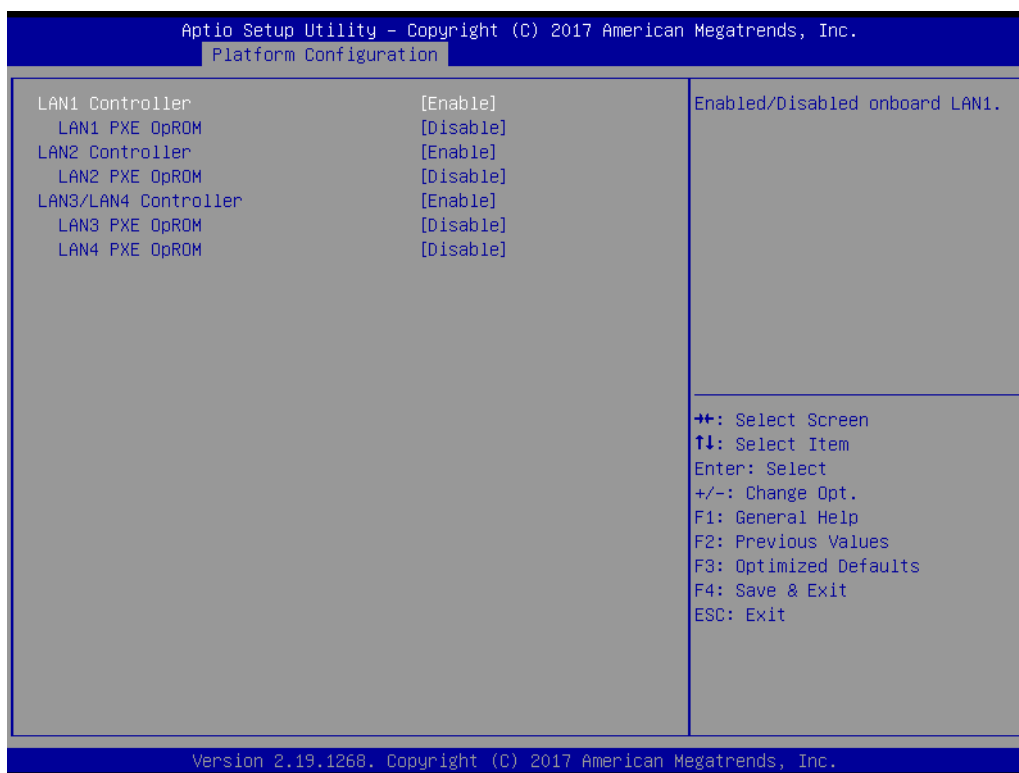 Aptio Setup Utility – Copyright (C) 2017 American Megatrends, Inc.
Platform Configuration
LAN1 Controller [Enable]
LAN1 PXE OpROM [Disable]
LAN2 Controller [Enable]
LAN2 PXE OpROM [Disable]
LAN3/LAN4 Controller [Enable]
LAN3 PXE OpROM [Disable]
LAN4 PXE OpROM [Disable]
Enabled/Disabled onboard LAN1.
→←: Select Screen
↑↓: Select Item
Enter: Select
+/-: Change Opt.
F1: General Help
F2: Previous Values
F3: Optimized Defaults
F4: Save & Exit
ESC: Exit
Version 2.19.1268. Copyright (C) 2017 American Megatrends, Inc.